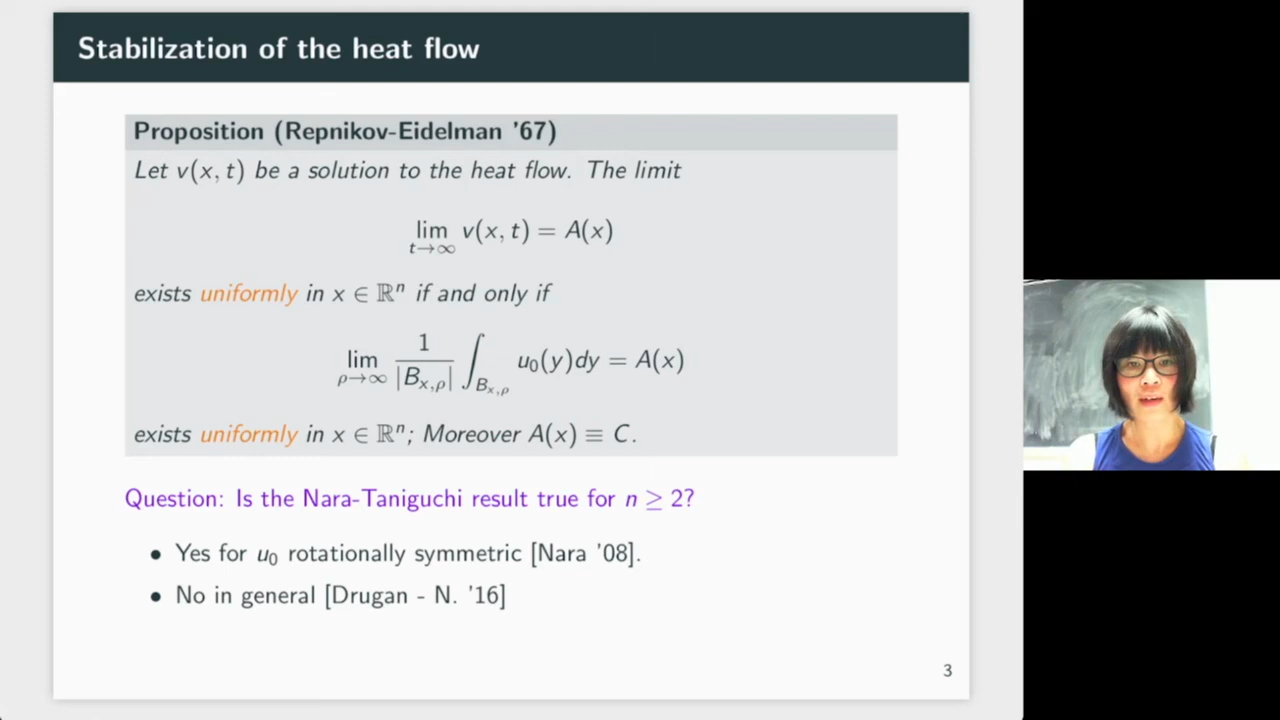 Stabilization of the heat flow
Proposition (Repnikov-Eidelman '67)
Let v(x, t) be a solution to the heat flow. The limit
lim_{t→∞} v(x, t) = A(x)
exists uniformly in x ∈ ℝⁿ if and only if
lim_{ρ→∞} 1/|B_{x,ρ}| ∫_{B_{x,ρ}} u₀(y)dy = A(x)
exists uniformly in x ∈ ℝⁿ; Moreover A(x) ≡ C.
Question: Is the Nara-Taniguchi result true for n ≥ 2?
• Yes for u₀ rotationally symmetric [Nara '08].
• No in general [Drugan - N. '16]
3